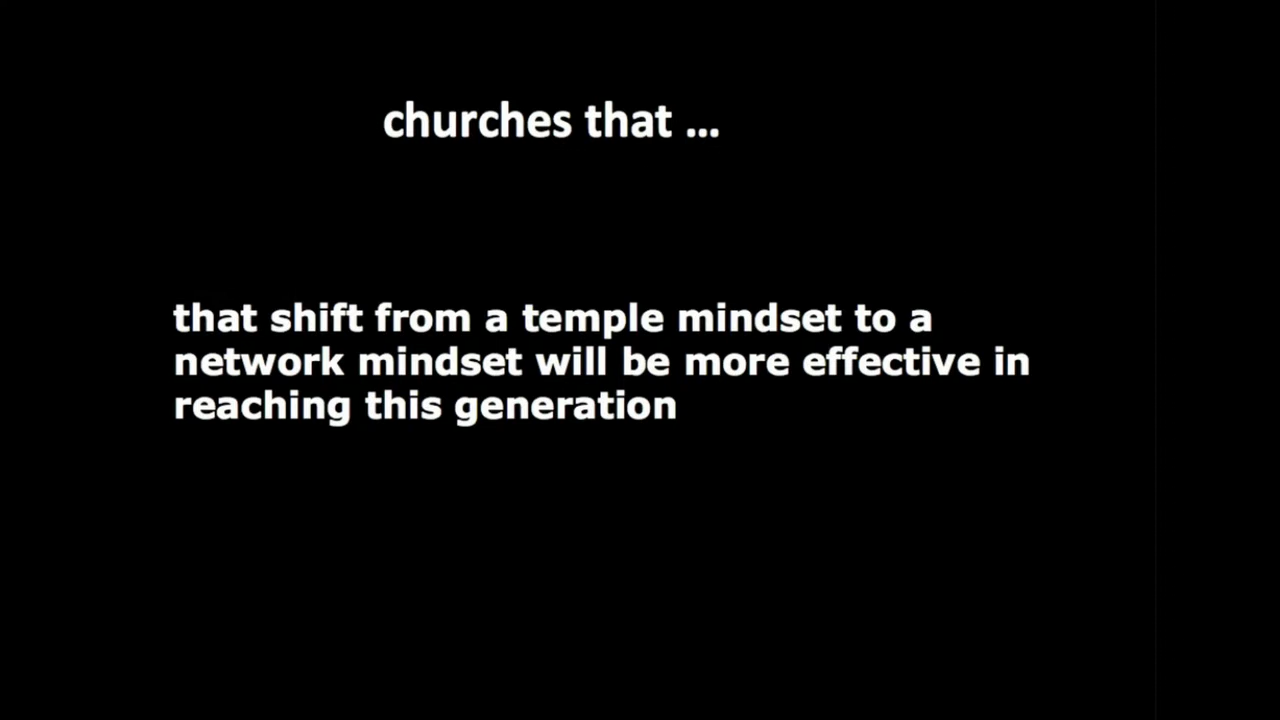 churches that ...
that shift from a temple mindset to a
network mindset will be more effective in
reaching this generation